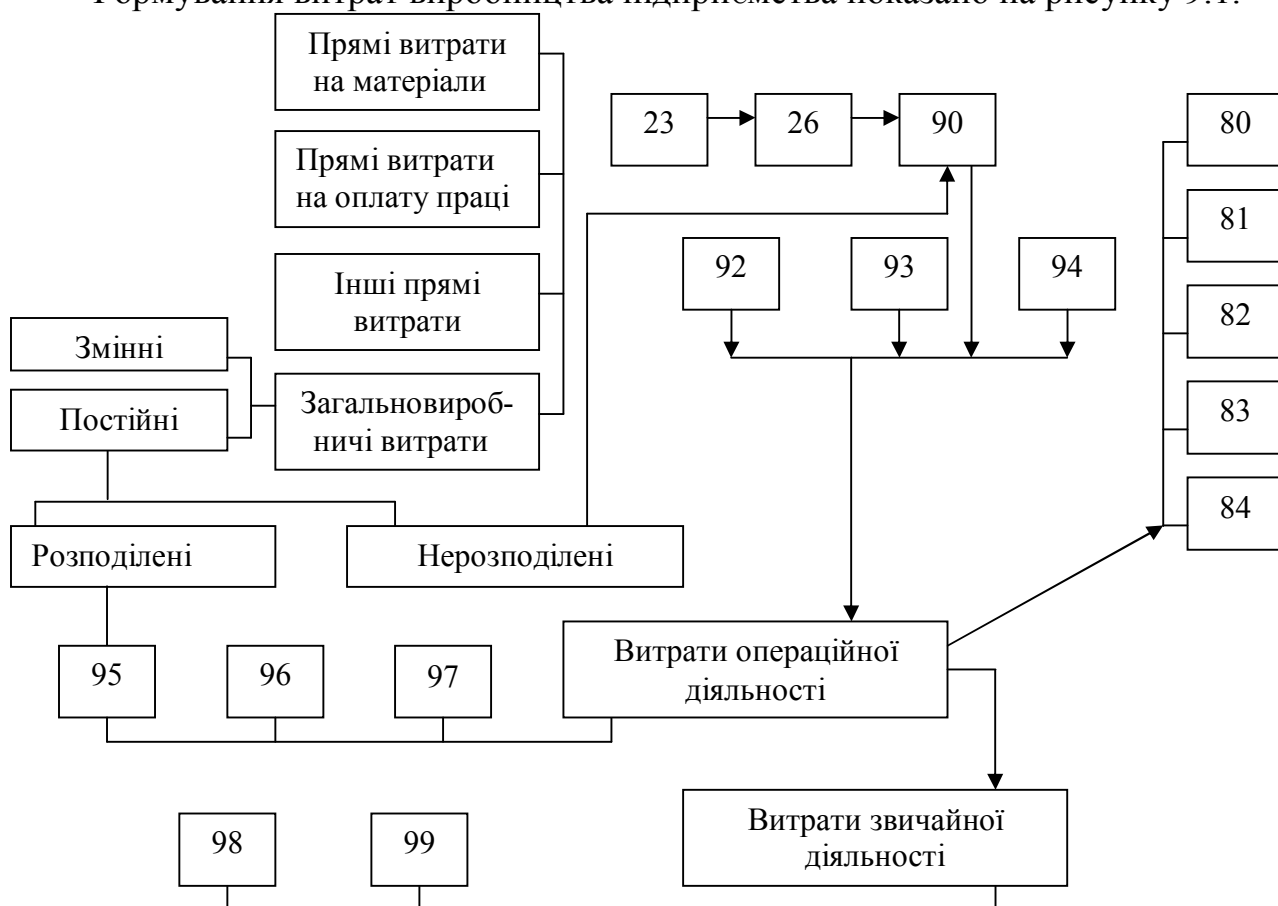 Формування витрат виробництва підприємства показано на рисунку 9.1.
Прямі витрати
на матеріали
23
26
90
80
Прямі витрати
на оплату праці
81
92
93
94
Інші прямі
витрати
82
Змінні
Постійні
Загальновироб-
ничі витрати
83
84
Розподілені
Нерозподілені
95
96
97
Витрати операційної
діяльності
98
99
Витрати звичайної
діяльності